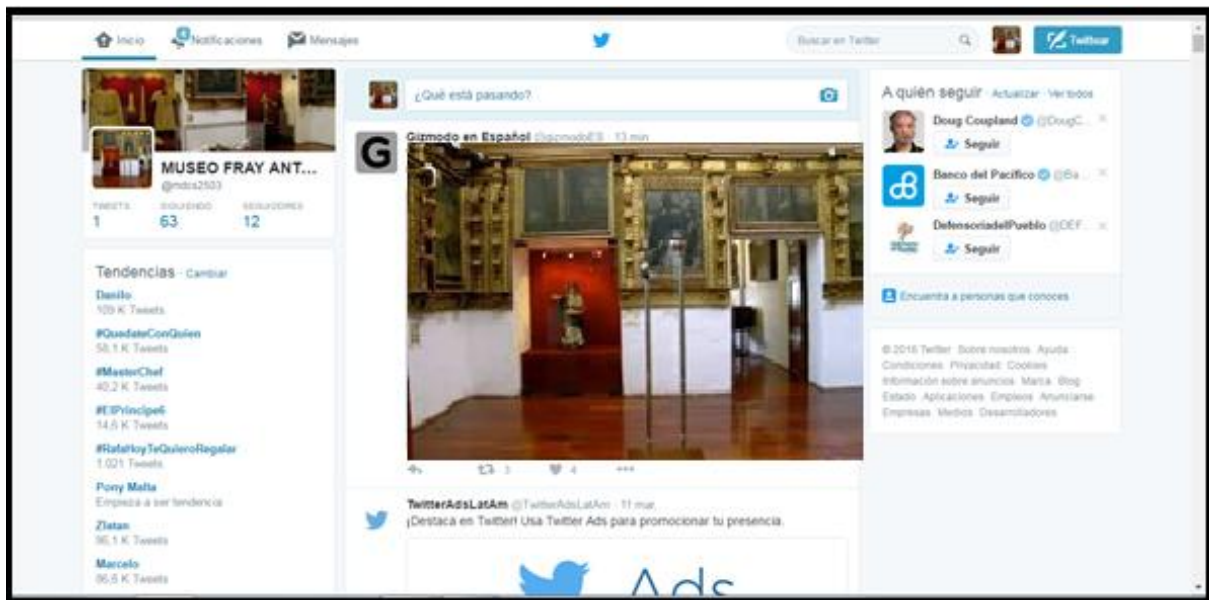 Inicio
Notificaciones
Mensajes
Buscar en Twitter
Twittear
MUSEO FRAY ANT...
@mdcs2503
TWEETS SIGUIENDO SEGUIDORES
1 63 12
Tendencias · Cambiar
Danilo
109 K Tweets
#QuedateConQuien
58,1 K Tweets
#MasterChef
40,2 K Tweets
#ElPrincipe6
14,6 K Tweets
#RafaHoyTeQuieroRegalar
1.021 Tweets
Pony Malta
Empieza a ser tendencia
Zlatan
96,1 K Tweets
Marcelo
86,6 K Tweets
¿Qué está pasando?
G
Gizmodo en Español @gizmodoES · 13 min
3 4
TwitterAdsLatAm @TwitterAdsLatAm · 11 mar.
¡Destaca en Twitter! Usa Twitter Ads para promocionar tu presencia.
Ads
A quién seguir · Actualizar · Ver todos
Doug Coupland @DougC...
Seguir
Banco del Pacífico @Ba...
Seguir
DefensoriadelPueblo @DEF...
Seguir
Encuentra a personas que conoces
© 2016 Twitter Sobre nosotros Ayuda
Condiciones Privacidad Cookies
Información sobre anuncios Marca Blog
Estado Aplicaciones Empleos Anunciarse
Empresas Medios Desarrolladores